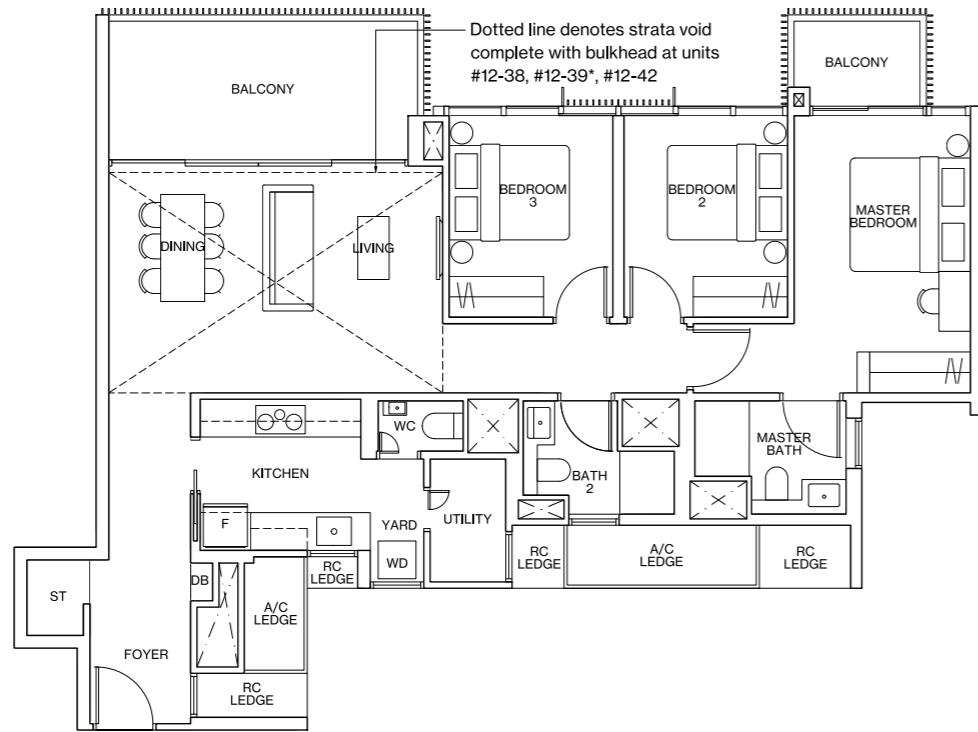 Dotted line denotes strata void
complete with bulkhead at units
#12-38, #12-39*, #12-42
BALCONY
BALCONY
BEDROOM
3
BEDROOM
2
MASTER
BEDROOM
DINING
LIVING
WC
KITCHEN
MASTER
BATH
BATH
2
F
YARD
UTILITY
WD
RC
LEDGE
RC
LEDGE
A/C
LEDGE
RC
LEDGE
ST
DB
A/C
LEDGE
FOYER
RC
LEDGE